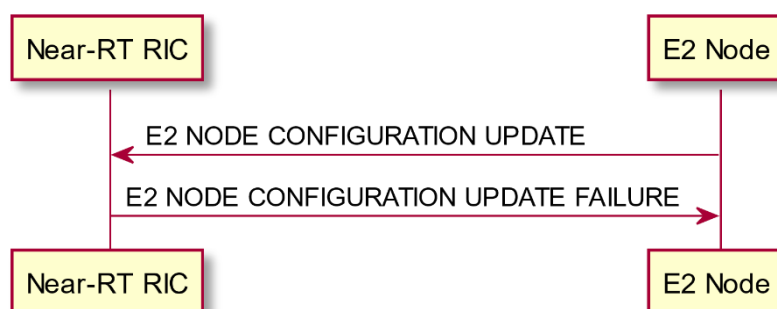 Near-RT RIC
E2 Node
E2 NODE CONFIGURATION UPDATE
E2 NODE CONFIGURATION UPDATE FAILURE
Near-RT RIC
E2 Node